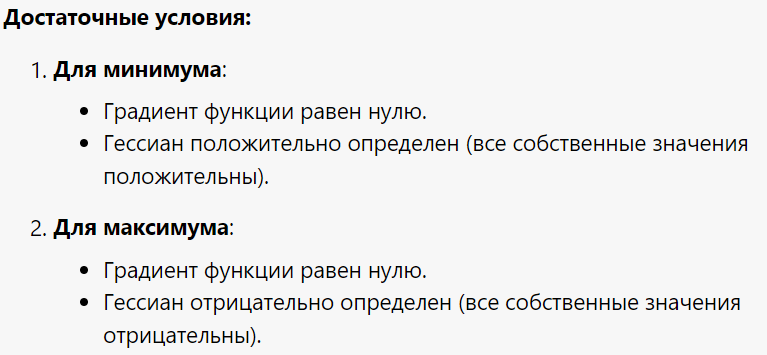 Достаточные условия:
1. Для минимума:
• Градиент функции равен нулю.
• Гессиан положительно определен (все собственные значения
положительны).
2. Для максимума:
• Градиент функции равен нулю.
• Гессиан отрицательно определен (все собственные значения
отрицательны).